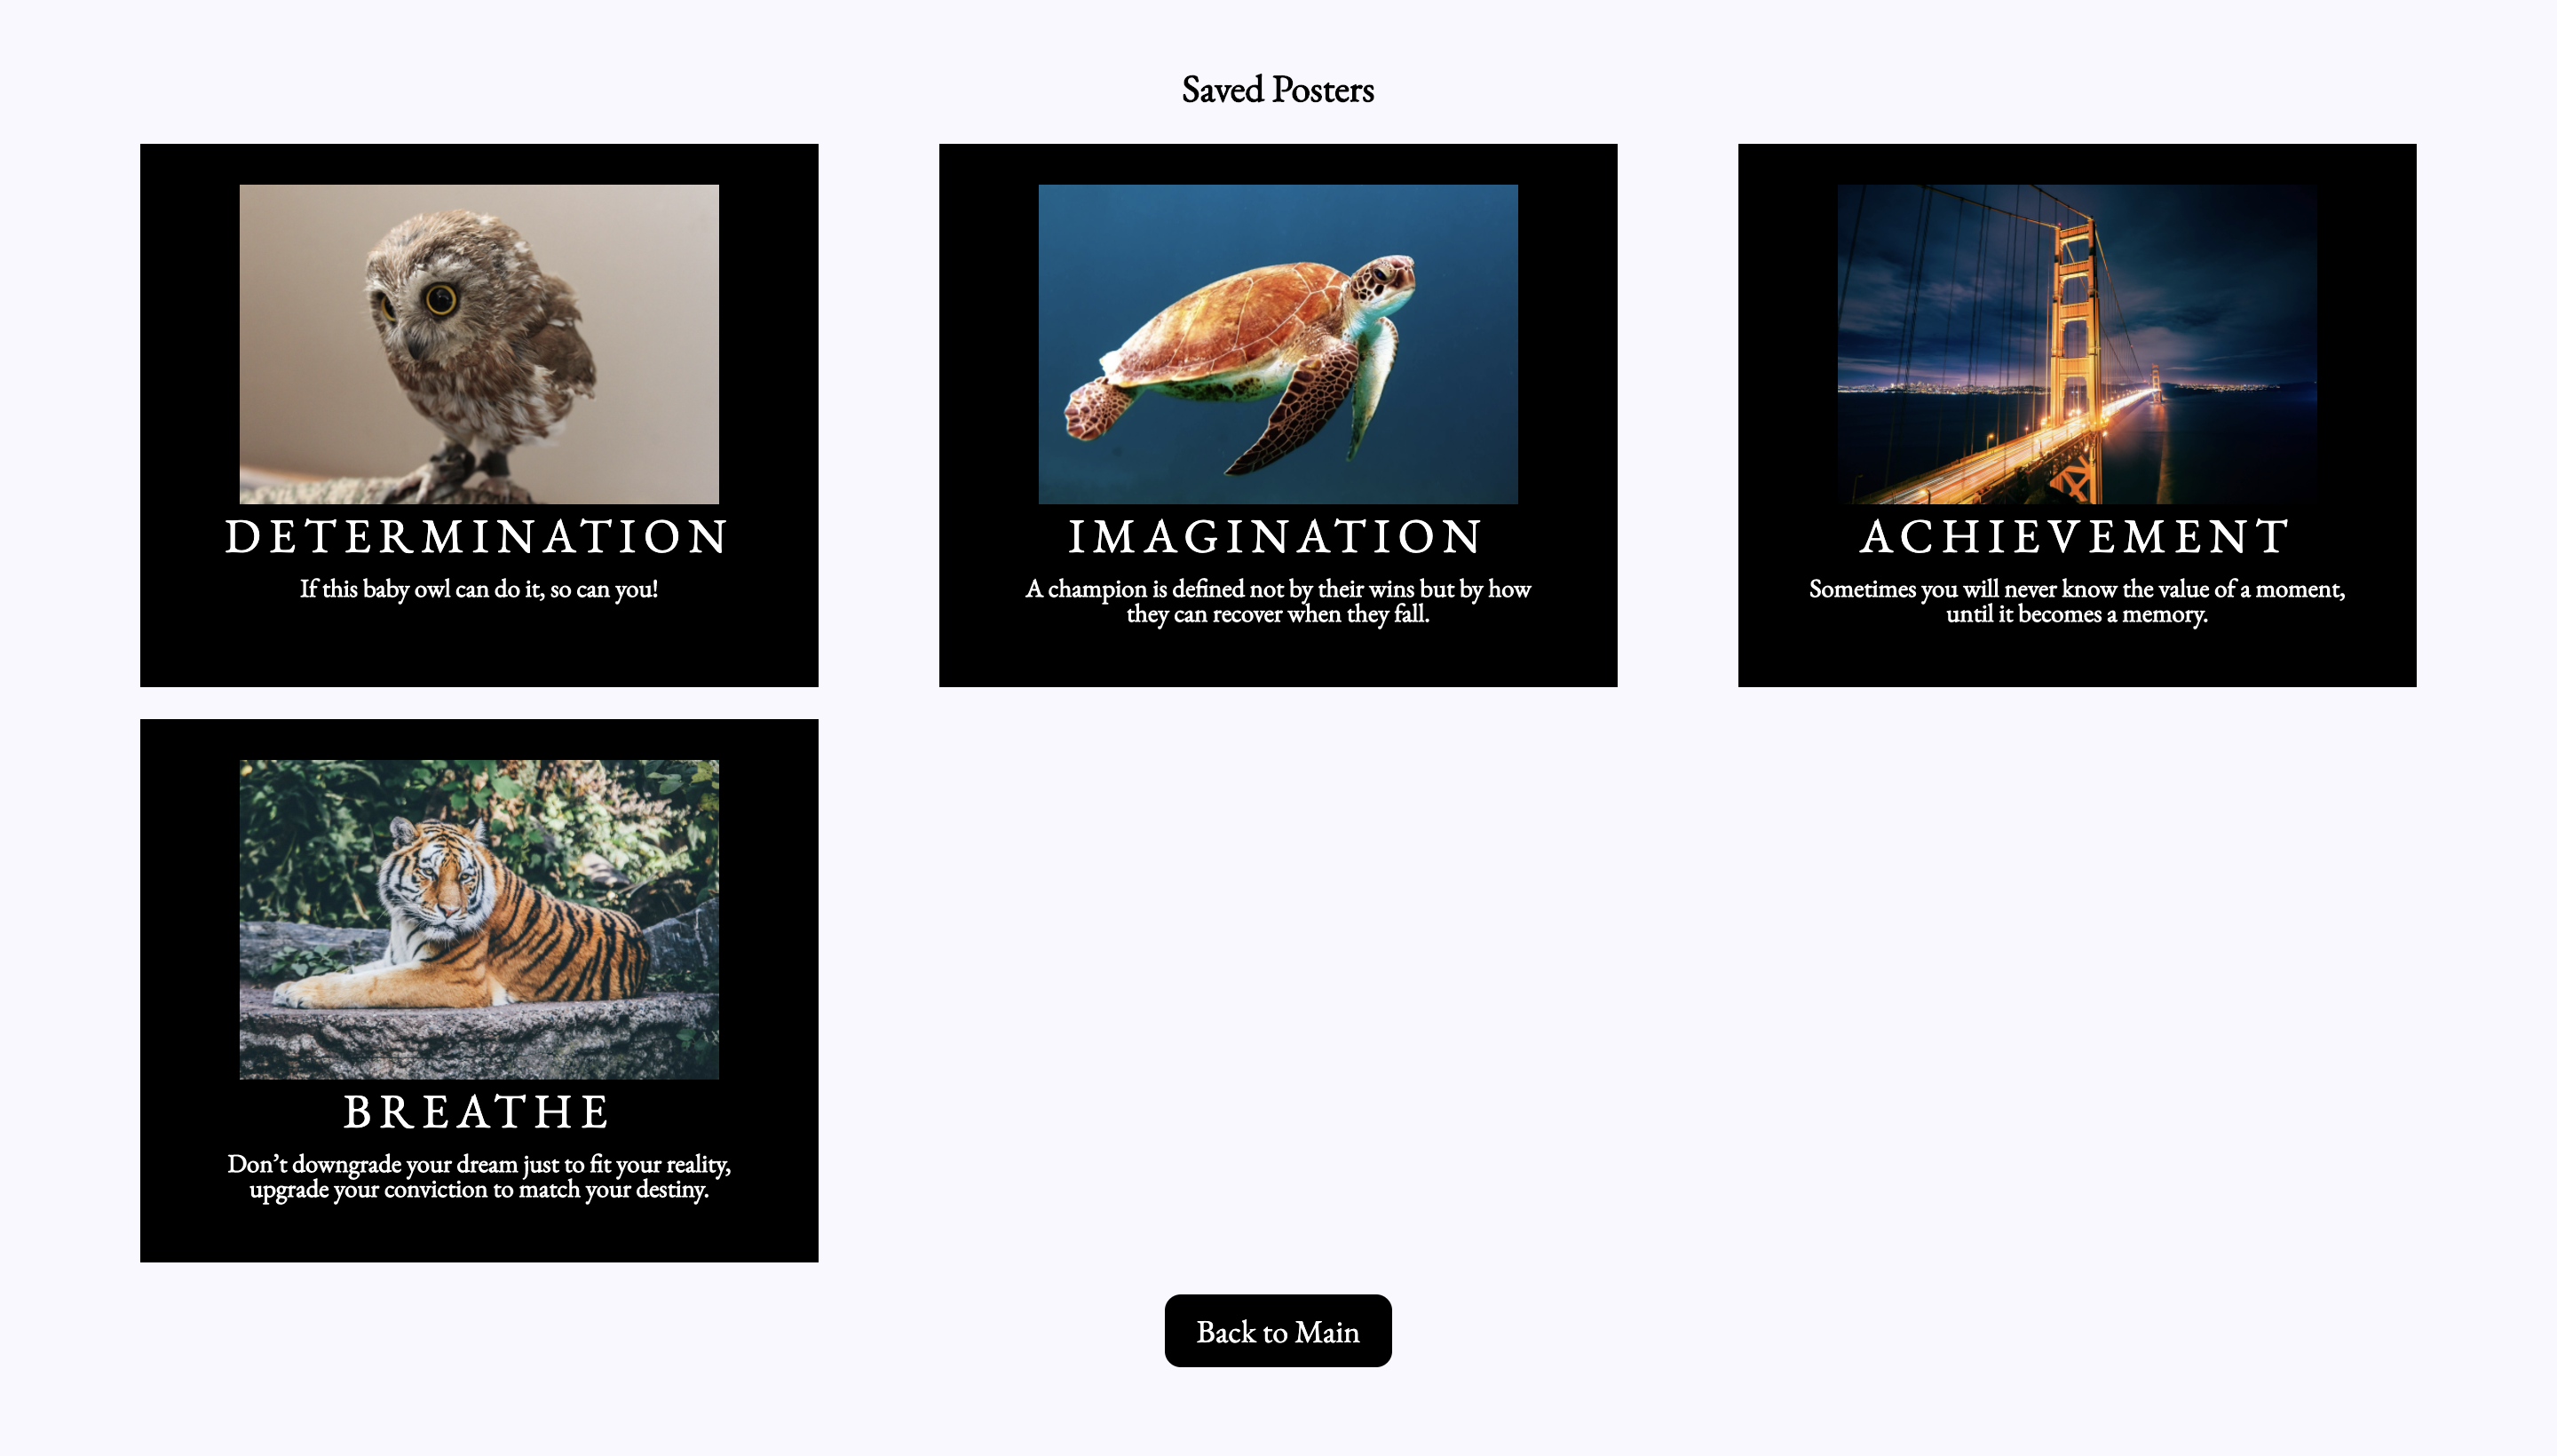 Saved Posters
DETERMINATION
If this baby owl can do it, so can you!
IMAGINATION
A champion is defined not by their wins but by how
they can recover when they fall.
ACHIEVEMENT
Sometimes you will never know the value of a moment,
until it becomes a memory.
BREATHE
Don’t downgrade your dream just to fit your reality,
upgrade your conviction to match your destiny.
Back to Main